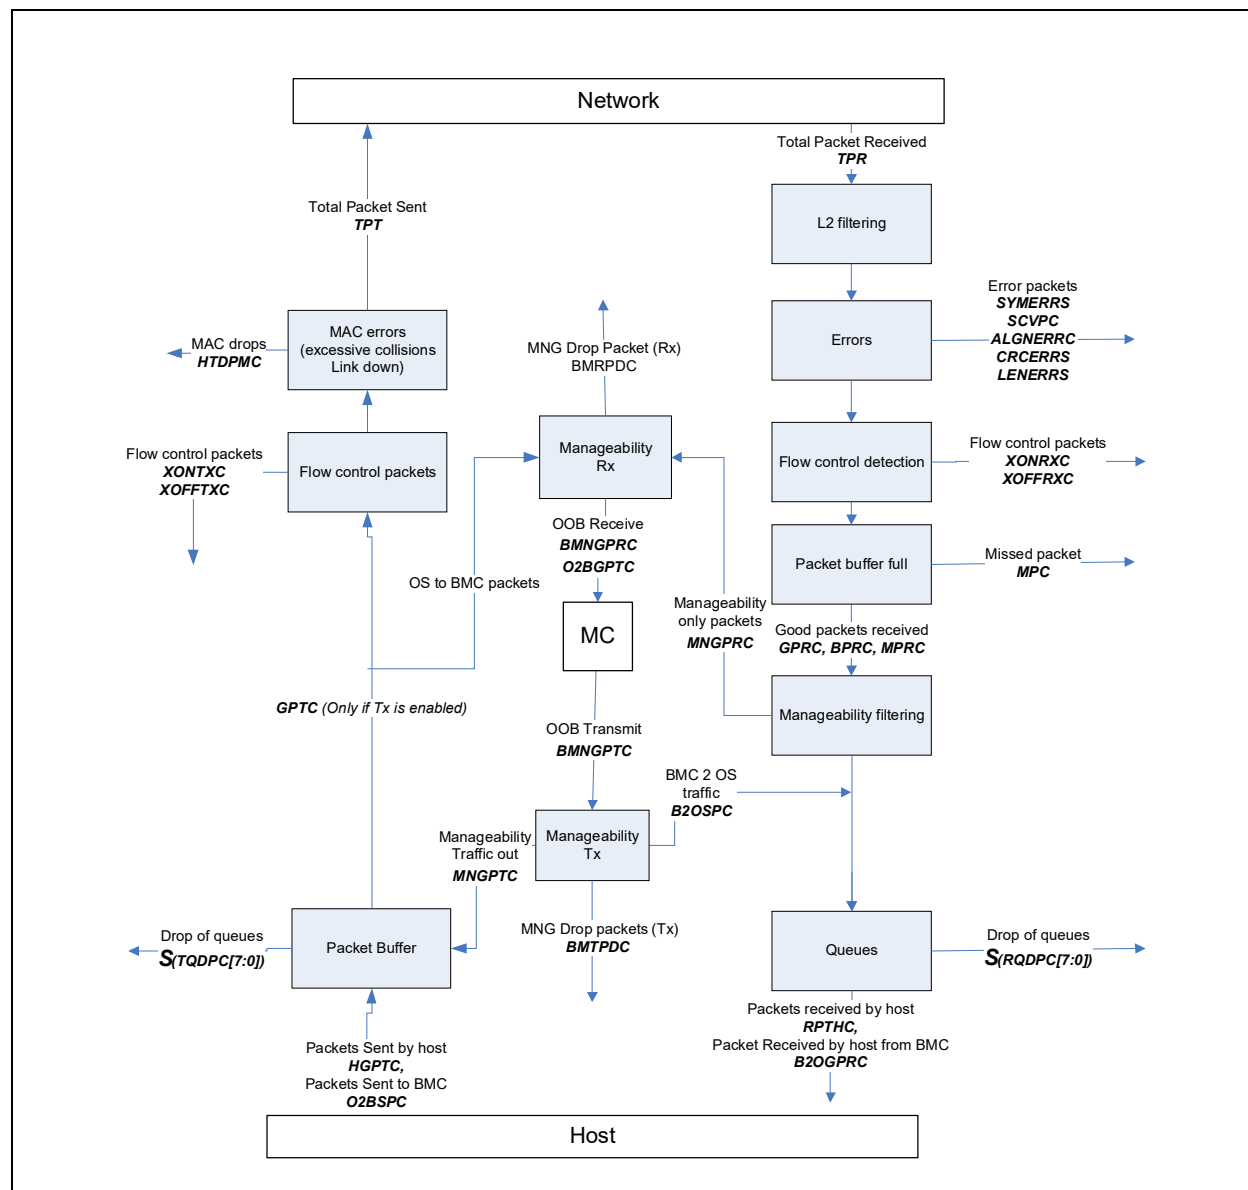 Network
Total Packet Received
TPR
L2 filtering
Total Packet Sent
TPT
Error packets
SYMERRS
SCVPC
ALGNERRC
CRCERRS
LENERRS
Errors
MAC errors
(excessive collisions
Link down)
MAC drops
HTDPMC
MNG Drop Packet (Rx)
BMRPDC
Manageability
Rx
Flow control packets
XONTXC
XOFFTXC
Flow control packets
Flow control detection
Flow control packets
XONRXC
XOFFRXC
OOB Receive
BMNGPRC
O2BGPTC
OS to BMC packets
Packet buffer full
Missed packet
MPC
Manageability
only packets
MNGPRC
Good packets received
GPRC, BPRC, MPRC
MC
GPTC (Only if Tx is enabled)
Manageability filtering
OOB Transmit
BMNGPTC
BMC 2 OS
traffic
B2OSPC
Manageability
Traffic out
MNGPTC
Manageability
Tx
MNG Drop packets (Tx)
BMTPDC
Drop of queues
S(TQDPC[7:0])
Packet Buffer
Queues
Drop of queues
S(RQDPC[7:0])
Packets Sent by host
HGPTC,
Packets Sent to BMC
O2BSPC
Packets received by host
RPTHC,
Packet Received by host from BMC
B2OGPRC
Host